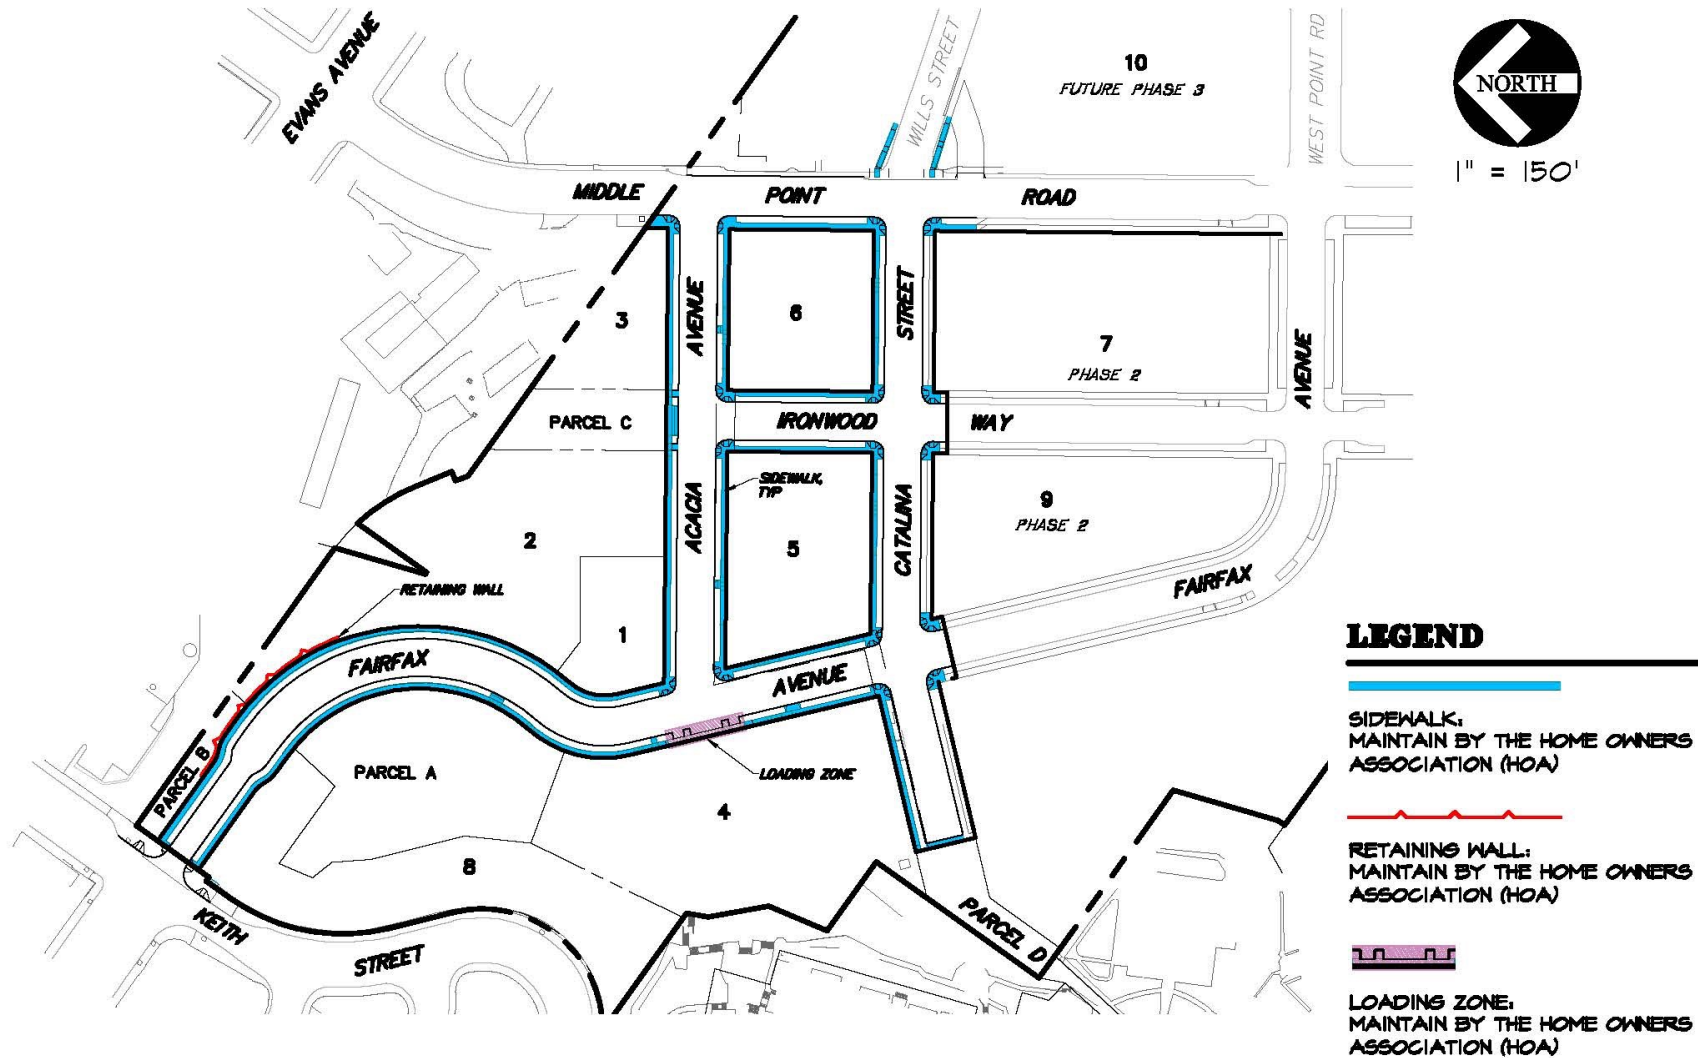 EVANS AVENUE
WILLS STREET
10
FUTURE PHASE 3
WEST POINT RD
NORTH
1" = 150'
MIDDLE POINT ROAD
3
AVENUE
6
STREET
7
PHASE 2
AVENUE
PARCEL C
IRONWOOD WAY
SIDEWALK,
TYP
2
ACACIA
5
CATALINA
9
PHASE 2
RETAINING WALL
FAIRFAX
1
FAIRFAX
AVENUE
PARCEL B
PARCEL A
LOADING ZONE
4
8
KEITH
STREET
PARCEL D
LEGEND
SIDEWALK:
MAINTAIN BY THE HOME OWNERS
ASSOCIATION (HOA)
RETAINING WALL:
MAINTAIN BY THE HOME OWNERS
ASSOCIATION (HOA)
LOADING ZONE:
MAINTAIN BY THE HOME OWNERS
ASSOCIATION (HOA)